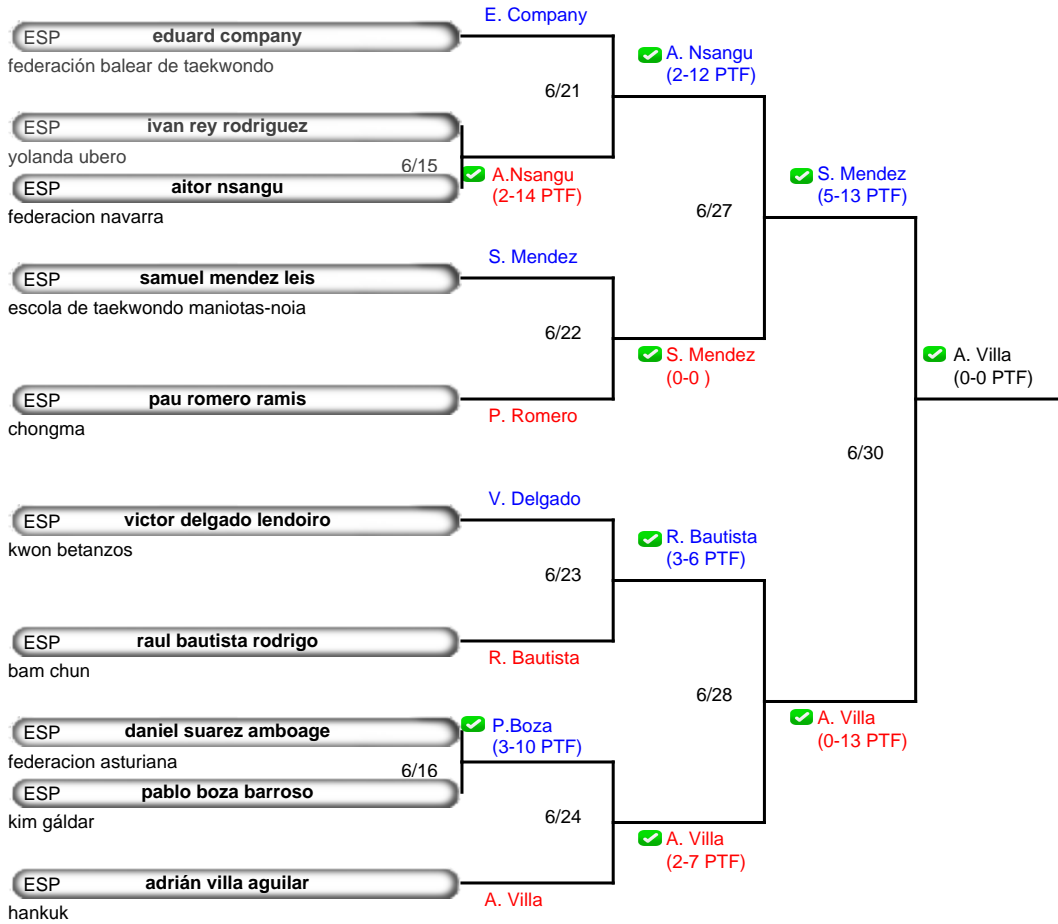 E. Company
ESP eduard company
federación balear de taekwondo
A. Nsangu
(2-12 PTF)
6/21
ESP ivan rey rodriguez
yolanda ubero
6/15
A.Nsangu
(2-14 PTF)
ESP aitor nsangu
federacion navarra
S. Mendez
(5-13 PTF)
6/27
S. Mendez
ESP samuel mendez leis
escola de taekwondo maniotas-noia
6/22
S. Mendez
(0-0 )
A. Villa
(0-0 PTF)
ESP pau romero ramis
P. Romero
chongma
6/30
V. Delgado
ESP victor delgado lendoiro
kwon betanzos
R. Bautista
(3-6 PTF)
6/23
ESP raul bautista rodrigo
R. Bautista
bam chun
6/28
ESP daniel suarez amboage
P.Boza
(3-10 PTF)
federacion asturiana
6/16
A. Villa
(0-13 PTF)
ESP pablo boza barroso
kim gáldar
6/24
A. Villa
(2-7 PTF)
ESP adrián villa aguilar
A. Villa
hankuk